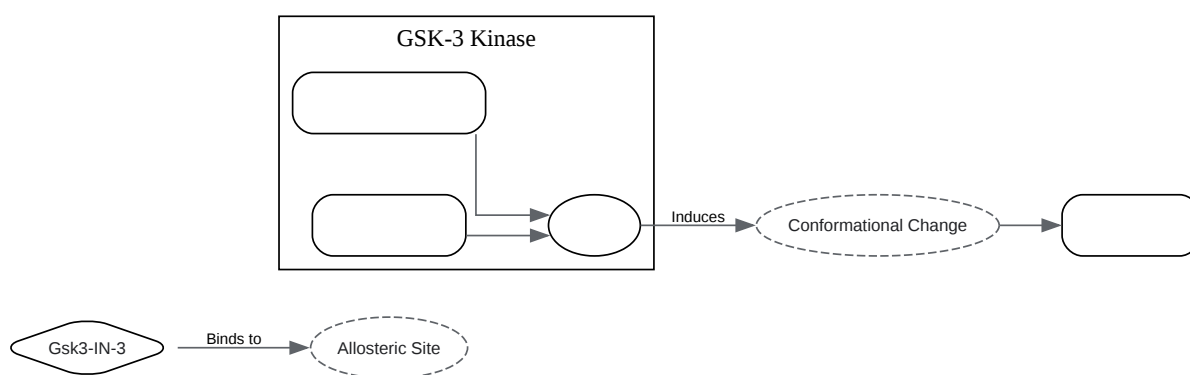 GSK-3 Kinase
Induces
Conformational Change
Gsk3-IN-3
Binds to
Allosteric Site